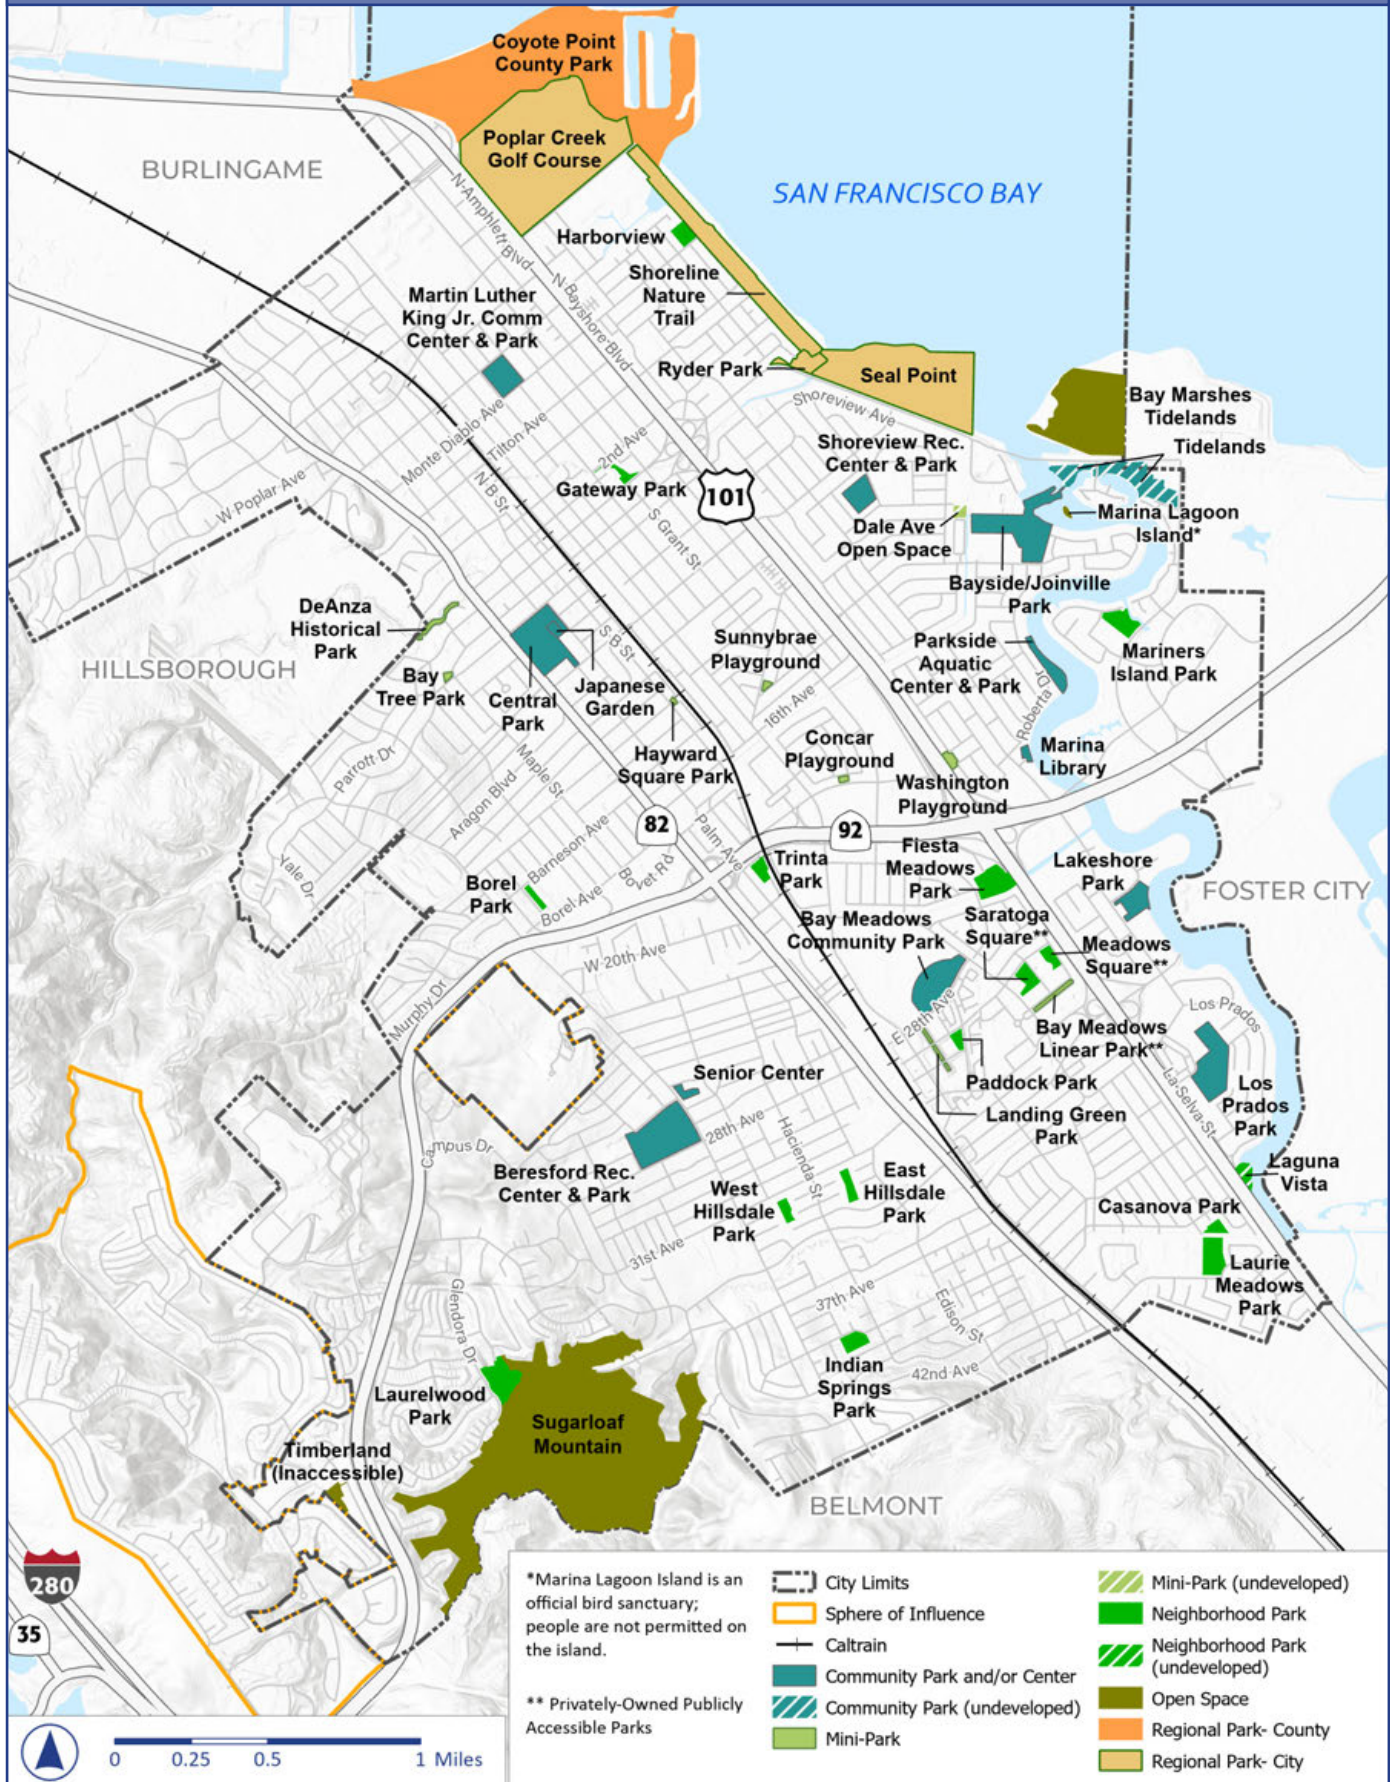 Coyote Point
County Park
Poplar Creek
Golf Course
BURLINGAME
SAN FRANCISCO BAY
N Amphlett Blvd
N Bayshore Blvd
Harborview
Shoreline
Nature
Trail
Martin Luther
King Jr. Comm
Center & Park
Ryder Park
Seal Point
Shoreview Ave
Bay Marshes
Tidelands
Tidelands
Monte Diablo Ave
Tilton Ave
2nd Ave
N B St
Gateway Park
101
Shoreview Rec.
Center & Park
W Poplar Ave
S Grant St
Dale Ave
Open Space
Marina Lagoon
Island*
Bayside/Joinville
Park
DeAnza
Historical
Park
HILLSBOROUGH
Bay
Tree Park
Central
Park
Japanese
Garden
S B St
Sunnybrae
Playground
Parkside
Aquatic
Center & Park
Mariners
Island Park
Roberta Dr
16th Ave
Hayward
Square Park
Concar
Playground
Marina
Library
Washington
Playground
Parrott Dr
Maple St
Aragon Blvd
82
92
Palm Ave
Barneson Ave
Bovet Rd
Yale Dr
Borel
Park
Borel Ave
Trinta
Park
Fiesta
Meadows
Park
Lakeshore
Park
FOSTER CITY
Bay Meadows
Community Park
Saratoga
Square**
Meadows
Square**
W 20th Ave
Murphy Dr
E 28th Ave
Bay Meadows
Linear Park**
Los Prados
Paddock Park
Landing Green
Park
La Selva St
Los
Prados
Park
Senior Center
28th Ave
Hacienda St
Campus Dr
Beresford Rec.
Center & Park
West
Hillsdale
Park
East
Hillsdale
Park
Laguna
Vista
Casanova Park
Laurie
Meadows
Park
31st Ave
37th Ave
Edison St
Glendora Dr
Indian
Springs
Park
42nd Ave
Laurelwood
Park
Sugarloaf
Mountain
Timberland
(Inaccessible)
BELMONT
280
35
0 0.25 0.5 1 Miles
*Marina Lagoon Island is an
official bird sanctuary;
people are not permitted on
the island.
** Privately-Owned Publicly
Accessible Parks
City Limits
Sphere of Influence
Caltrain
Community Park and/or Center
Community Park (undeveloped)
Mini-Park
Mini-Park (undeveloped)
Neighborhood Park
Neighborhood Park
(undeveloped)
Open Space
Regional Park- County
Regional Park- City